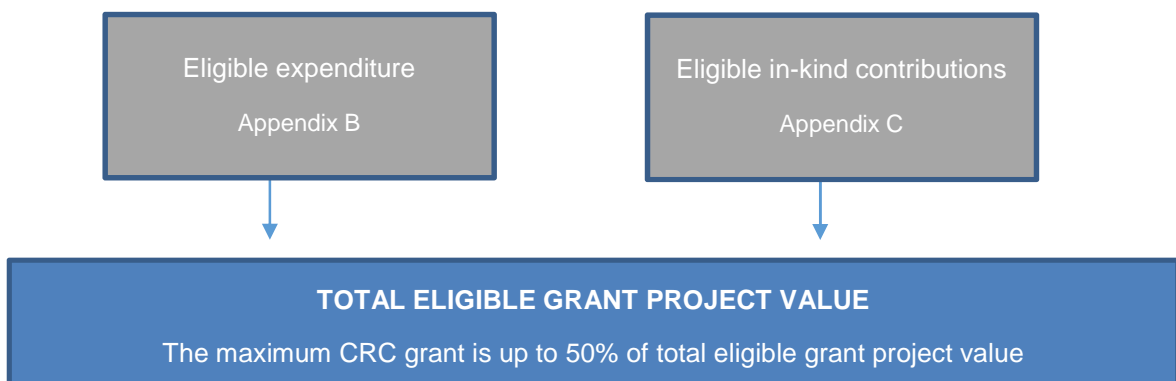 Eligible expenditure
Appendix B
Eligible in-kind contributions
Appendix C
TOTAL ELIGIBLE GRANT PROJECT VALUE
The maximum CRC grant is up to 50% of total eligible grant project value